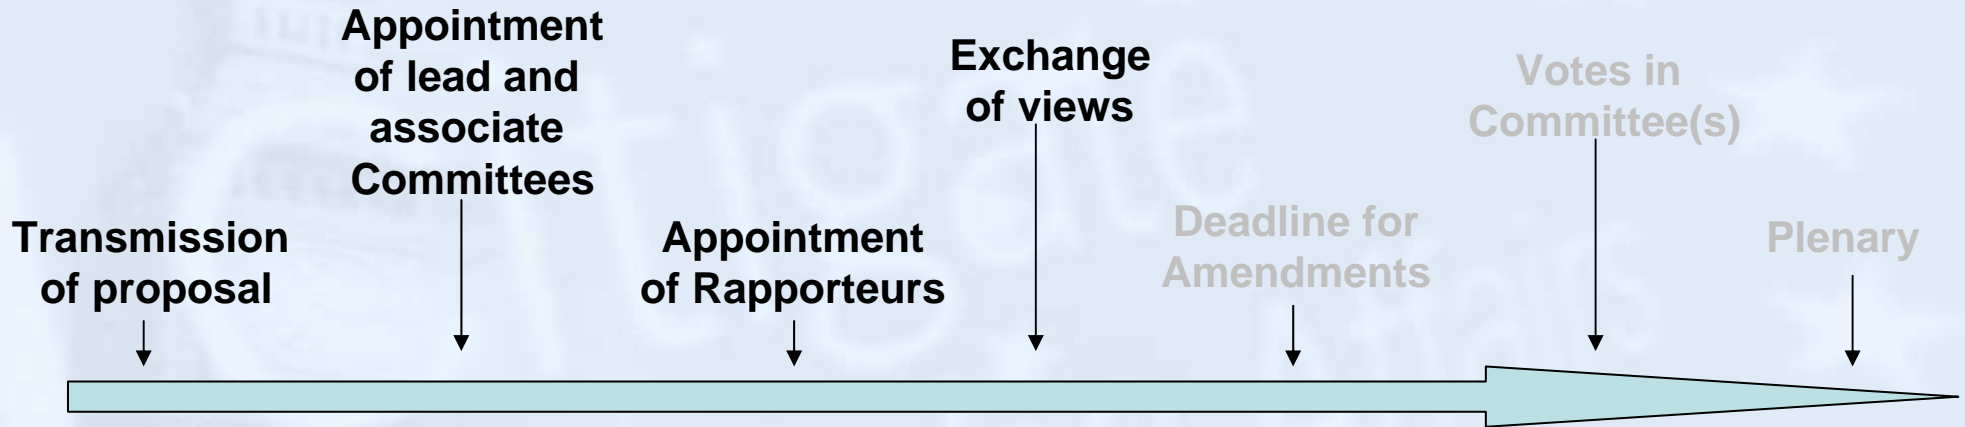 Transmission
of proposal
Appointment
of lead and
associate
Committees
Appointment
of Rapporteurs
Exchange
of views
Deadline for
Amendments
Votes in
Committee(s)
Plenary